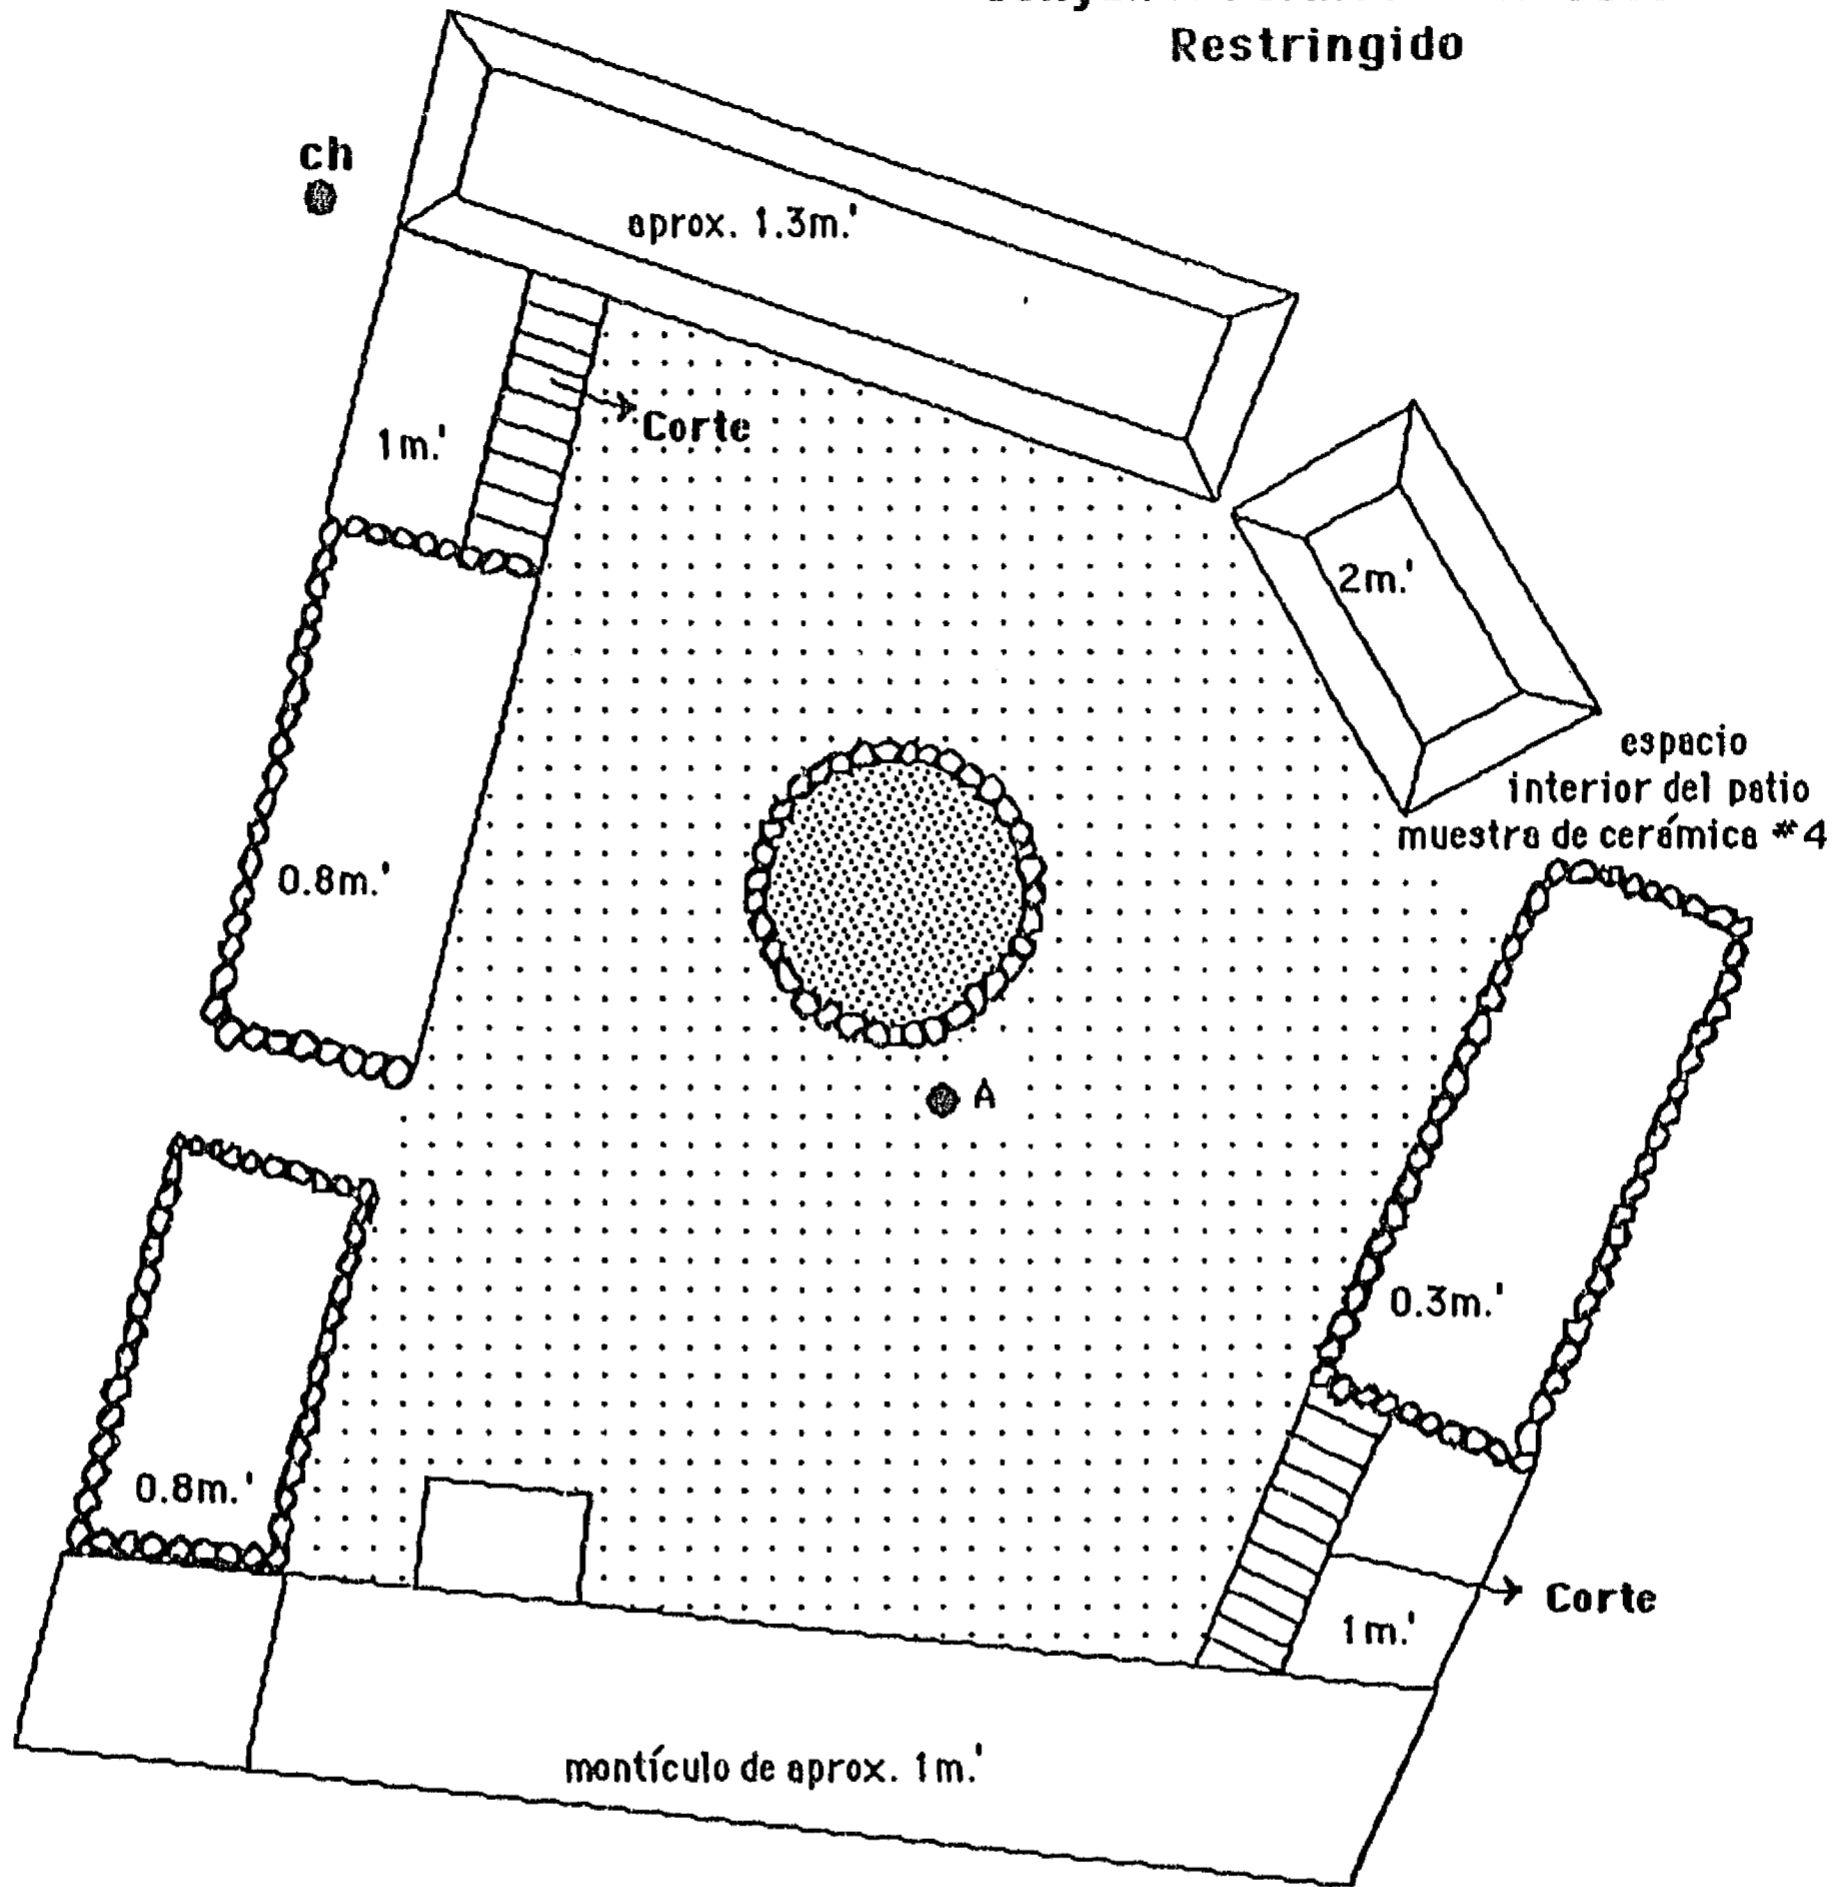 Restringido
ch
aprox. 1.3m.'
Corte
1m.'
2m.'
espacio
interior del patio
muestra de cerámica #4
0.8m.'
A
0.3m.'
0.8m.'
Corte
1m.'
montículo de aprox. 1m.'